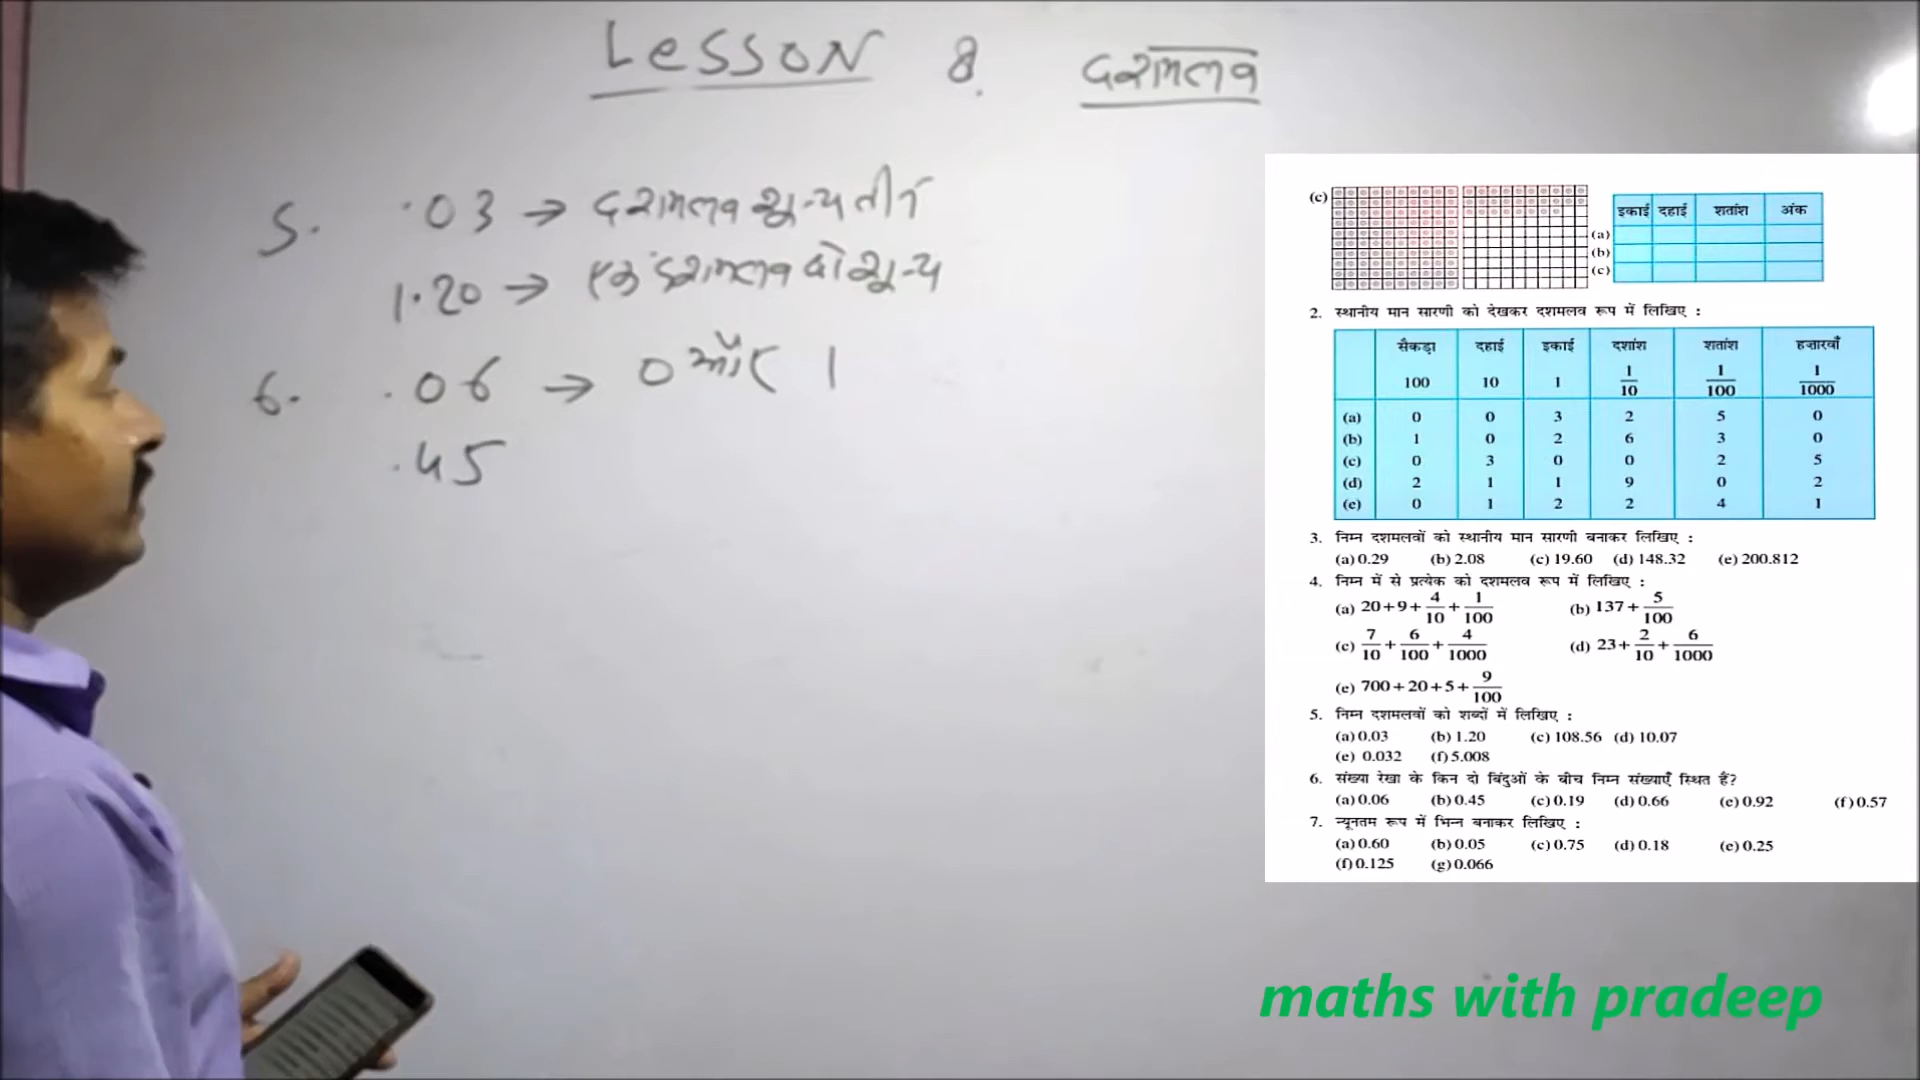 LESSON 8. दशमलव
5. .03 → दशमलव शून्य तीन
1.20 → एक दशमलव दो शून्य
6. .06 → 0 और 1
.45
(c)
इकाई दहाई शतांश अंक
(a)
(b)
(c)
2. स्थानीय मान सारणी को देखकर दशमलव रूप में लिखिए :
सैकड़ा दहाई इकाई दशांश शतांश हज़ारवाँ
100 10 1 1/10 1/100 1/1000
(a) 0 0 3 2 5 0
(b) 1 0 2 6 3 0
(c) 0 3 0 0 2 5
(d) 2 1 1 9 0 2
(e) 0 1 2 2 4 1
3. निम्न दशमलवों को स्थानीय मान सारणी बनाकर लिखिए :
(a) 0.29 (b) 2.08 (c) 19.60 (d) 148.32 (e) 200.812
4. निम्न में से प्रत्येक को दशमलव रूप में लिखिए :
(a) 20+9+4/10+1/100 (b) 137+5/100
(c) 7/10+6/100+4/1000 (d) 23+2/10+6/1000
(e) 700+20+5+9/100
5. निम्न दशमलवों को शब्दों में लिखिए :
(a) 0.03 (b) 1.20 (c) 108.56 (d) 10.07
(e) 0.032 (f) 5.008
6. संख्या रेखा के किन दो बिंदुओं के बीच निम्न संख्याएँ स्थित हैं?
(a) 0.06 (b) 0.45 (c) 0.19 (d) 0.66 (e) 0.92 (f) 0.57
7. न्यूनतम रूप में भिन्न बनाकर लिखिए :
(a) 0.60 (b) 0.05 (c) 0.75 (d) 0.18 (e) 0.25
(f) 0.125 (g) 0.066
maths with pradeep